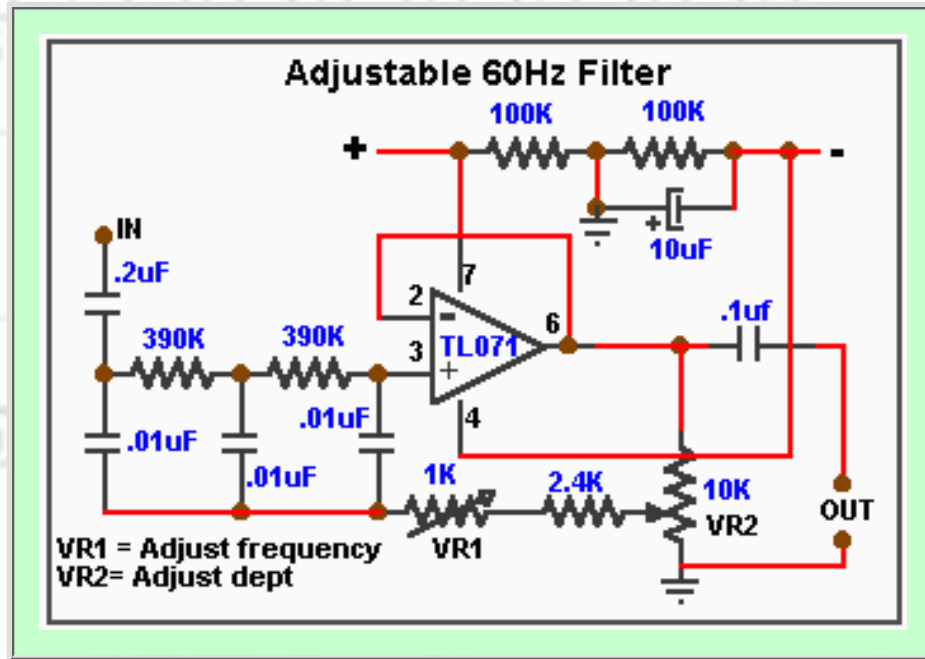 Adjustable 60Hz Filter
100K 100K
+ -
IN
.2uF
+
10uF
7
2
390K 390K
6
.1uf
3
TL071
-
+
.01uF
.01uF
.01uF
4
1K
2.4K
10K
OUT
VR1
VR2
VR1 = Adjust frequency
VR2= Adjust dept